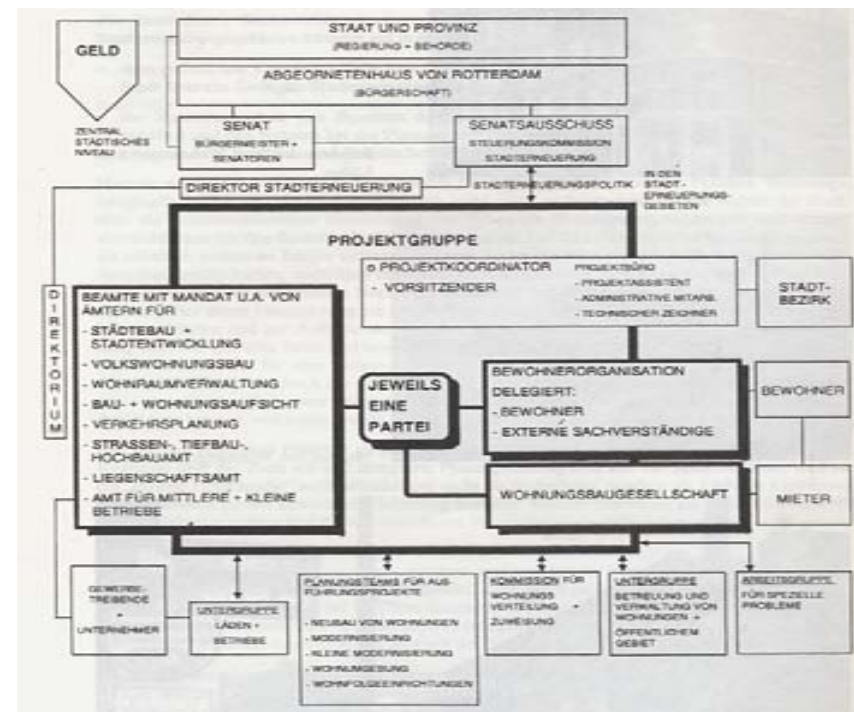 GELD
STAAT UND PROVINZ
(REGIERUNG + BEHÖRDE)
ABGEORNETENHAUS VON ROTTERDAM
(BÜRGERSCHAFT)
ZENTRAL
STÄDTISCHES
NIVEAU
SENAT
BÜRGERMEISTER +
SENATOREN
SENATSAUSSCHUSS
STEUERUNGSKOMMISSION
STADTERNEUERUNG
DIREKTOR STADTERNEUERUNG
STADTERNEUERUNGSPOLITIK
IN DEN
STADT-
ERNEUERUNGS-
GEBIETEN
PROJEKTGRUPPE
o PROJEKTKOORDINATOR
- VORSITZENDER
PROJEKTBÜRO
- PROJEKTASSISTENT
- ADMINISTRATIVE MITARB.
- TECHNISCHER ZEICHNER
STADT-
BEZIRK
DIREKTORIUM
BEAMTE MIT MANDAT U.A. VON
ÄMTERN FÜR
- STÄDTEBAU +
STADTENTWICKLUNG
- VOLKSWOHNUNGSBAU
- WOHNRAUMVERWALTUNG
- BAU- + WOHNUNGSAUFSICHT
- VERKEHRSPLANUNG
- STRASSEN-, TIEFBAU-,
HOCHBAUAMT
- LIEGENSCHAFTSAMT
- AMT FÜR MITTLERE + KLEINE
BETRIEBE
JEWEILS
EINE
PARTEI
BEWOHNERORGANISATION
DELEGIERT:
- BEWOHNER
- EXTERNE SACHVERSTÄNDIGE
BEWOHNER
WOHNUNGSBAUGESELLSCHAFT
MIETER
GEWERBE-
TREIBENDE
+
UNTERNEHMER
UNTERGRUPPE
LÄDEN +
BETRIEBE
PLANUNGSTEAMS FÜR AUS-
FÜHRUNGSPROJEKTE
- NEUBAU VON WOHNUNGEN
- MODERNISIERUNG
- KLEINE MODERNISIERUNG
- WOHNUMGEBUNG
- WOHNFOLGEEINRICHTUNGEN
KOMMISSION FÜR
WOHNUNGS
VERTEILUNG +
ZUWEISUNG
UNTERGRUPPE
BETREUUNG UND
VERWALTUNG VON
WOHNUNGEN +
ÖFFENTLICHEM
GEBIET
ARBEITSGRUPPE
FÜR SPEZIELLE
PROBLEME